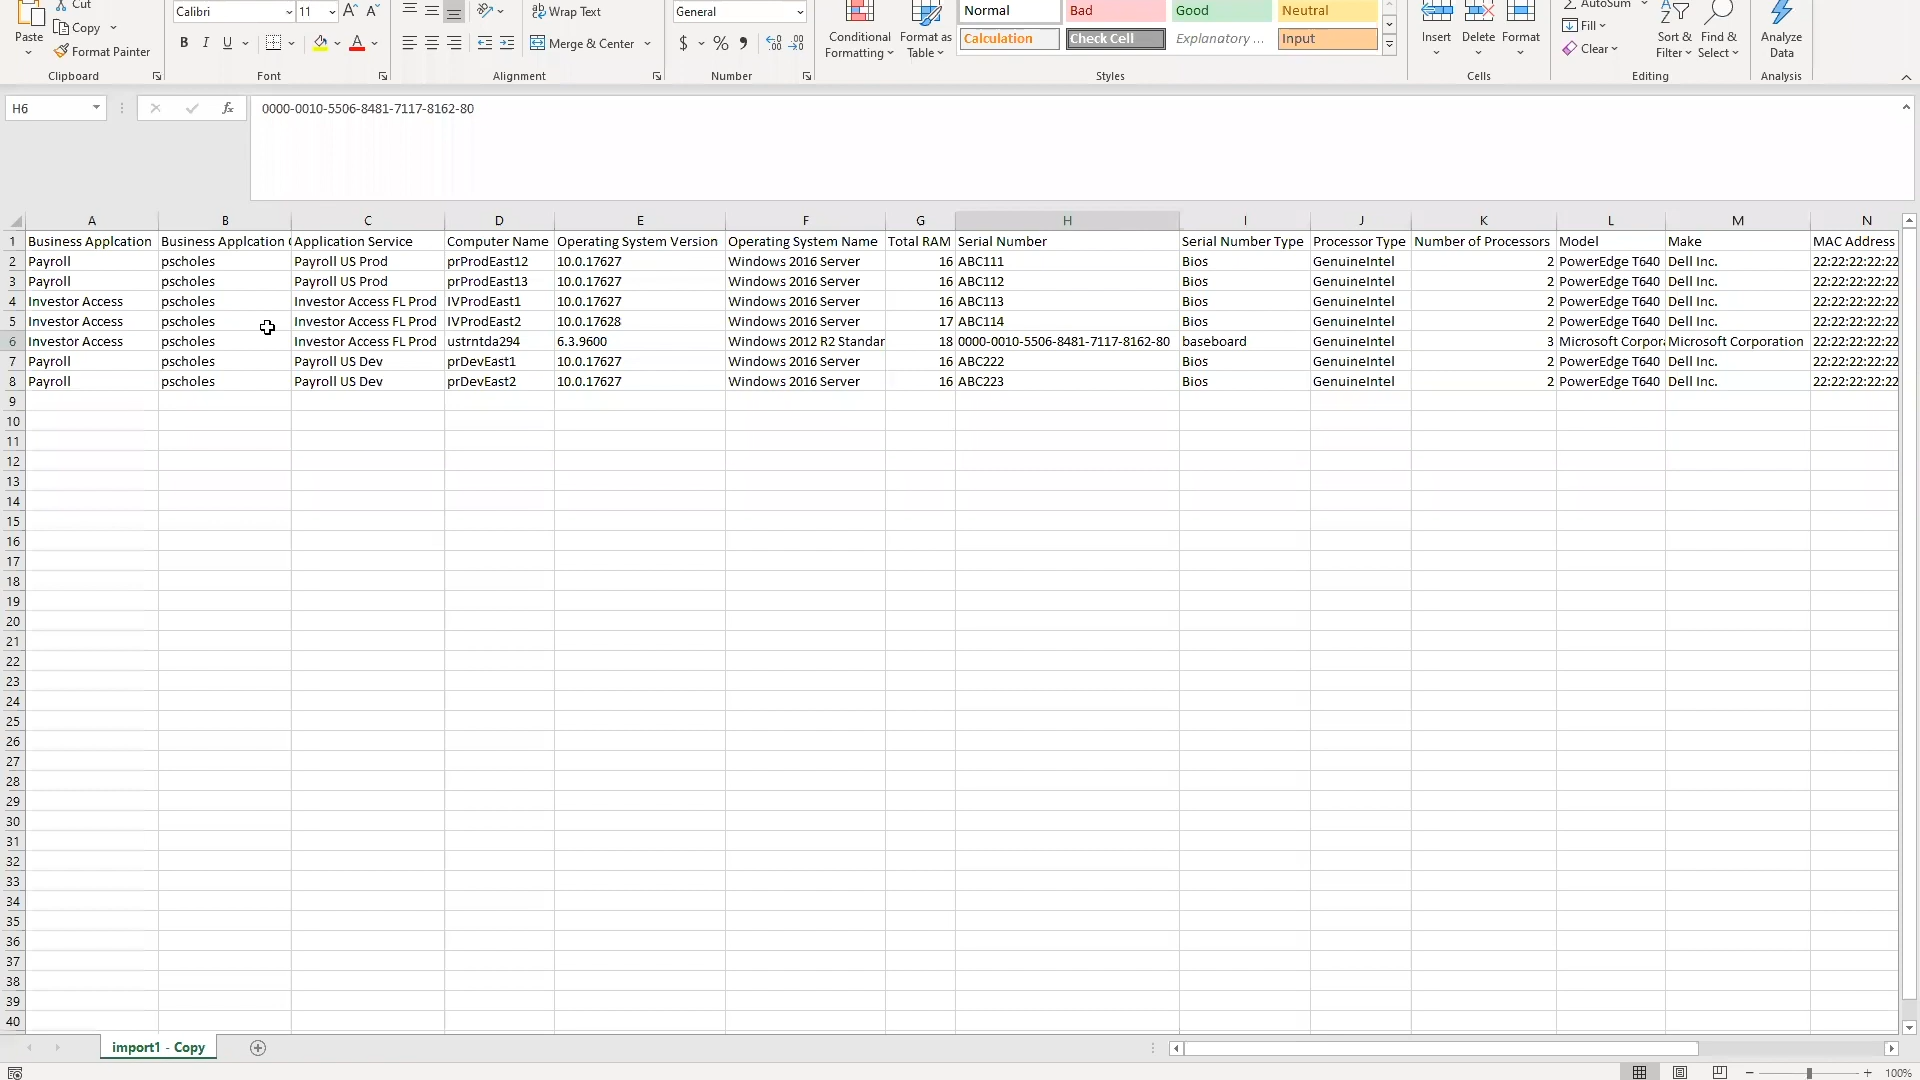 Cut
Calibri 11 Wrap Text General Normal Bad Good Neutral AutoSum
Paste Copy Conditional Format as Calculation Check Cell Explanatory ... Input Insert Delete Format Fill Sort & Find & Analyze
Format Painter B I U Merge & Center $ % Formatting Table Clear Filter Select Data
Clipboard Font Alignment Number Styles Cells Editing Analysis
H6 fx 0000-0010-5506-8481-7117-8162-80
A B C D E F G H I J K L M N
1 Business Applcation Business Applcation Application Service Computer Name Operating System Version Operating System Name Total RAM Serial Number Serial Number Type Processor Type Number of Processors Model Make MAC Address
2 Payroll pscholes Payroll US Prod prProdEast12 10.0.17627 Windows 2016 Server 16 ABC111 Bios GenuineIntel 2 PowerEdge T640 Dell Inc. 22:22:22:22:22
3 Payroll pscholes Payroll US Prod prProdEast13 10.0.17627 Windows 2016 Server 16 ABC112 Bios GenuineIntel 2 PowerEdge T640 Dell Inc. 22:22:22:22:22
4 Investor Access pscholes Investor Access FL Prod IVProdEast1 10.0.17627 Windows 2016 Server 16 ABC113 Bios GenuineIntel 2 PowerEdge T640 Dell Inc. 22:22:22:22:22
5 Investor Access pscholes Investor Access FL Prod IVProdEast2 10.0.17628 Windows 2016 Server 17 ABC114 Bios GenuineIntel 2 PowerEdge T640 Dell Inc. 22:22:22:22:22
6 Investor Access pscholes Investor Access FL Prod ustrntda294 6.3.9600 Windows 2012 R2 Standar 18 0000-0010-5506-8481-7117-8162-80 baseboard GenuineIntel 3 Microsoft Corpora Microsoft Corporation 22:22:22:22:22
7 Payroll pscholes Payroll US Dev prDevEast1 10.0.17627 Windows 2016 Server 16 ABC222 Bios GenuineIntel 2 PowerEdge T640 Dell Inc. 22:22:22:22:22
8 Payroll pscholes Payroll US Dev prDevEast2 10.0.17627 Windows 2016 Server 16 ABC223 Bios GenuineIntel 2 PowerEdge T640 Dell Inc. 22:22:22:22:22
9
10
11
12
13
14
15
16
17
18
19
20
21
22
23
24
25
26
27
28
29
30
31
32
33
34
35
36
37
38
39
40
import1 - Copy
100%